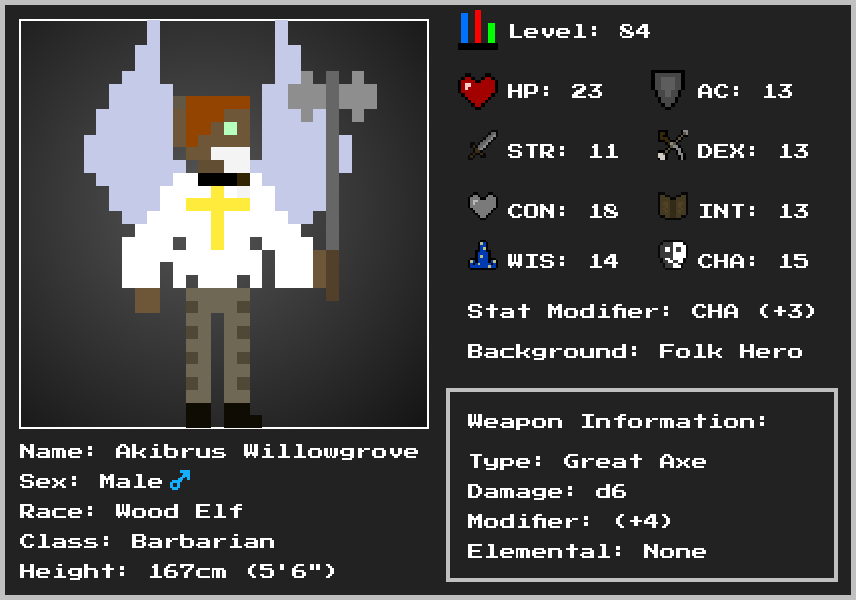 Level: 84
HP: 23 AC: 13
STR: 11 DEX: 13
CON: 18 INT: 13
WIS: 14 CHA: 15
Stat Modifier: CHA (+3)
Background: Folk Hero
Weapon Information:
Type: Great Axe
Damage: d6
Modifier: (+4)
Elemental: None
Name: Akibrus Willowgrove
Sex: Male♂
Race: Wood Elf
Class: Barbarian
Height: 167cm (5'6")